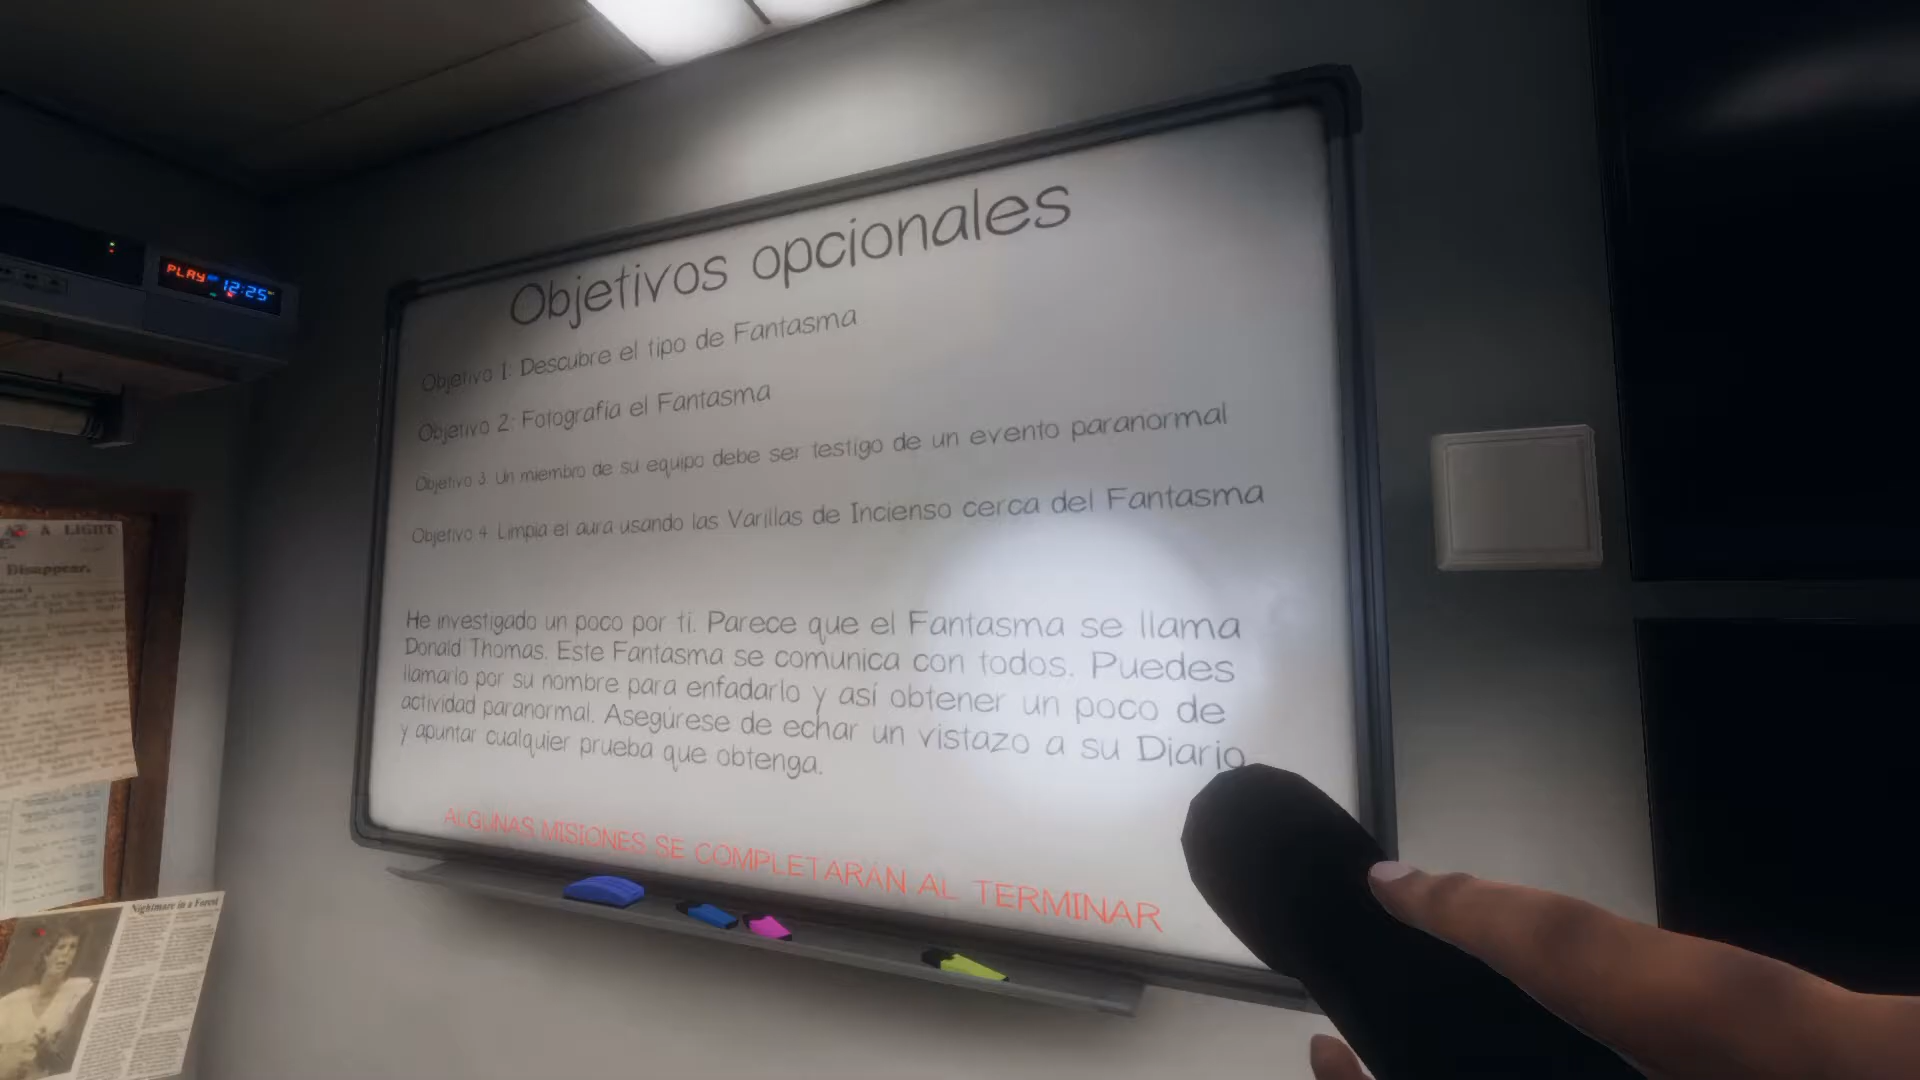 Objetivos opcionales
Objetivo 1: Descubre el tipo de Fantasma
Objetivo 2: Fotografía el Fantasma
Objetivo 3: Un miembro de su equipo debe ser testigo de un evento paranormal
Objetivo 4: Limpia el aura usando las Varillas de Incienso cerca del Fantasma
He investigado un poco por ti. Parece que el Fantasma se llama
Donald Thomas. Este Fantasma se comunica con todos. Puedes
llamarlo por su nombre para enfadarlo y así obtener un poco de
actividad paranormal. Asegúrese de echar un vistazo a su Diario
y apuntar cualquier prueba que obtenga.
ALGUNAS MISIONES SE COMPLETARÁN AL TERMINAR
PLAY 12:25
A LIGHT
Disappear.
Nightmare in a Forest